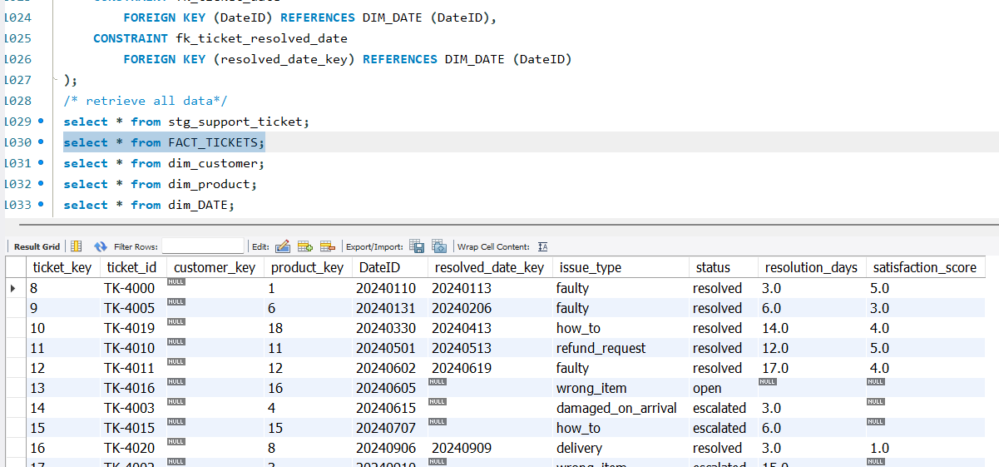 1024 FOREIGN KEY (DateID) REFERENCES DIM_DATE (DateID),
1025 CONSTRAINT fk_ticket_resolved_date
1026 FOREIGN KEY (resolved_date_key) REFERENCES DIM_DATE (DateID)
1027 );
1028 /* retrieve all data*/
1029 select * from stg_support_ticket;
1030 select * from FACT_TICKETS;
1031 select * from dim_customer;
1032 select * from dim_product;
1033 select * from dim_DATE;
Result Grid Filter Rows: Edit: Export/Import: Wrap Cell Content: IA
ticket_key ticket_id customer_key product_key DateID resolved_date_key issue_type status resolution_days satisfaction_score
8 TK-4000 NULL 1 20240110 20240113 faulty resolved 3.0 5.0
9 TK-4005 NULL 6 20240131 20240206 faulty resolved 6.0 3.0
10 TK-4019 NULL 18 20240330 20240413 how_to resolved 14.0 4.0
11 TK-4010 NULL 11 20240501 20240513 refund_request resolved 12.0 5.0
12 TK-4011 NULL 12 20240602 20240619 faulty resolved 17.0 4.0
13 TK-4016 NULL 16 20240605 NULL wrong_item open NULL NULL
14 TK-4003 NULL 4 20240615 NULL damaged_on_arrival escalated 3.0 NULL
15 TK-4015 NULL 15 20240707 NULL how_to escalated 6.0 NULL
16 TK-4020 NULL 8 20240906 20240909 delivery resolved 3.0 1.0
17 NULL NULL wrong_item escalated 15.0 NULL